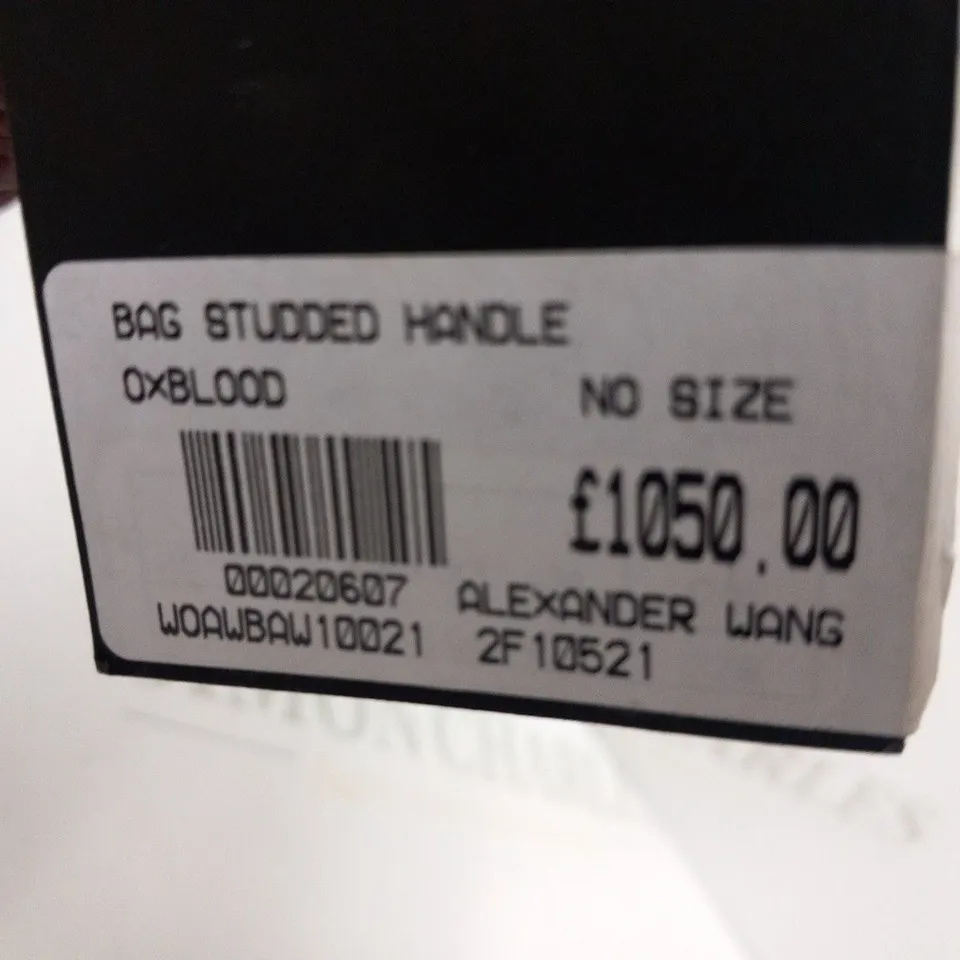 BAG STUDDED HANDLE
OXBLOOD NO SIZE
£1050.00
00020607 ALEXANDER WANG
WOAWBAW10021 2F10521